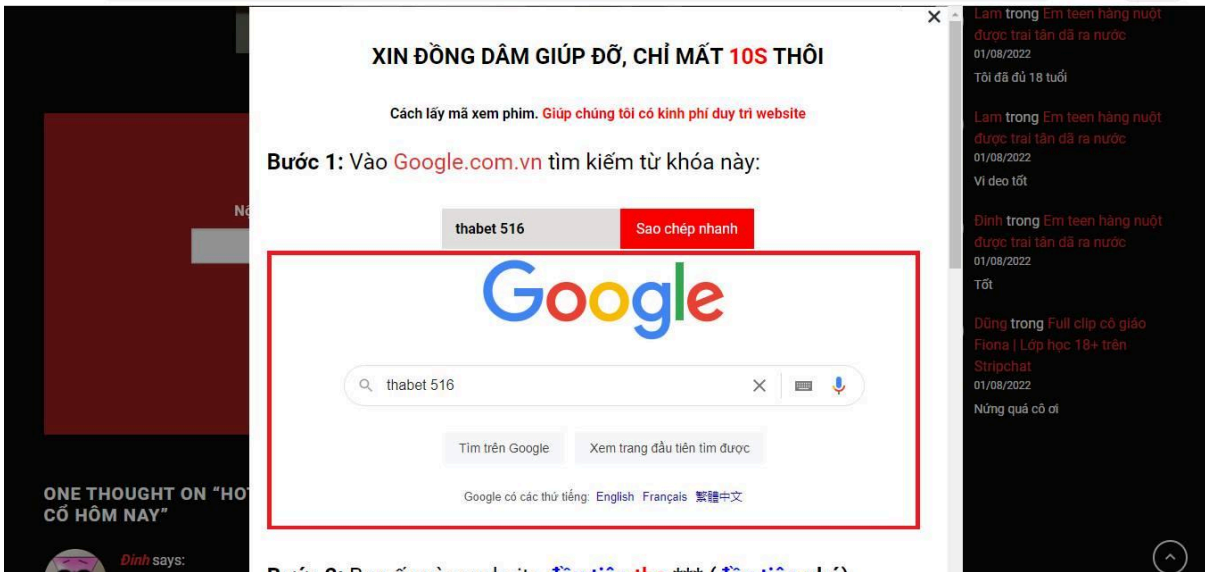 XIN ĐỒNG DÂM GIÚP ĐỠ, CHỈ MẤT 10S THÔI
Cách lấy mã xem phim. Giúp chúng tôi có kinh phí duy trì website
Bước 1: Vào Google.com.vn tìm kiếm từ khóa này:
thabet 516
Sao chép nhanh
Google
thabet 516
Tìm trên Google
Xem trang đầu tiên tìm được
Google có các thứ tiếng: English Français 繁體中文
ONE THOUGHT ON “HO
CỔ HÔM NAY”
Đinh says:
Lam trong Em teen hàng nuột
được trai tân dã ra nước
01/08/2022
Tôi đã đủ 18 tuổi
Lam trong Em teen hàng nuột
được trai tân dã ra nước
01/08/2022
Vi deo tốt
Đinh trong Em teen hàng nuột
được trai tân dã ra nước
01/08/2022
Tốt
Dũng trong Full clip cô giáo
Fiona | Lớp học 18+ trên
Stripchat
01/08/2022
Nứng quá cô ơi